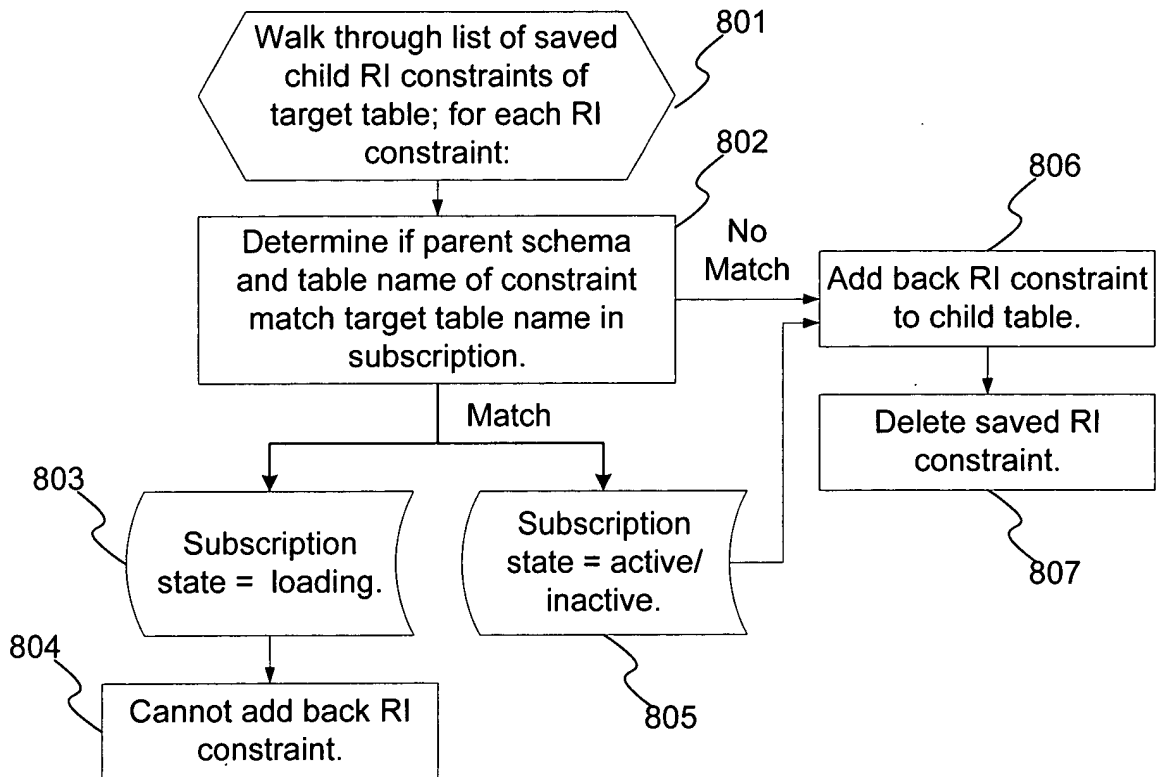 Walk through list of saved
child RI constraints of
target table; for each RI
constraint:
801
802
Determine if parent schema
and table name of constraint
match target table name in
subscription.
No
Match
806
Add back RI constraint
to child table.
Match
Delete saved RI
constraint.
807
803
Subscription
state = loading.
Subscription
state = active/
inactive.
805
804
Cannot add back RI
constraint.